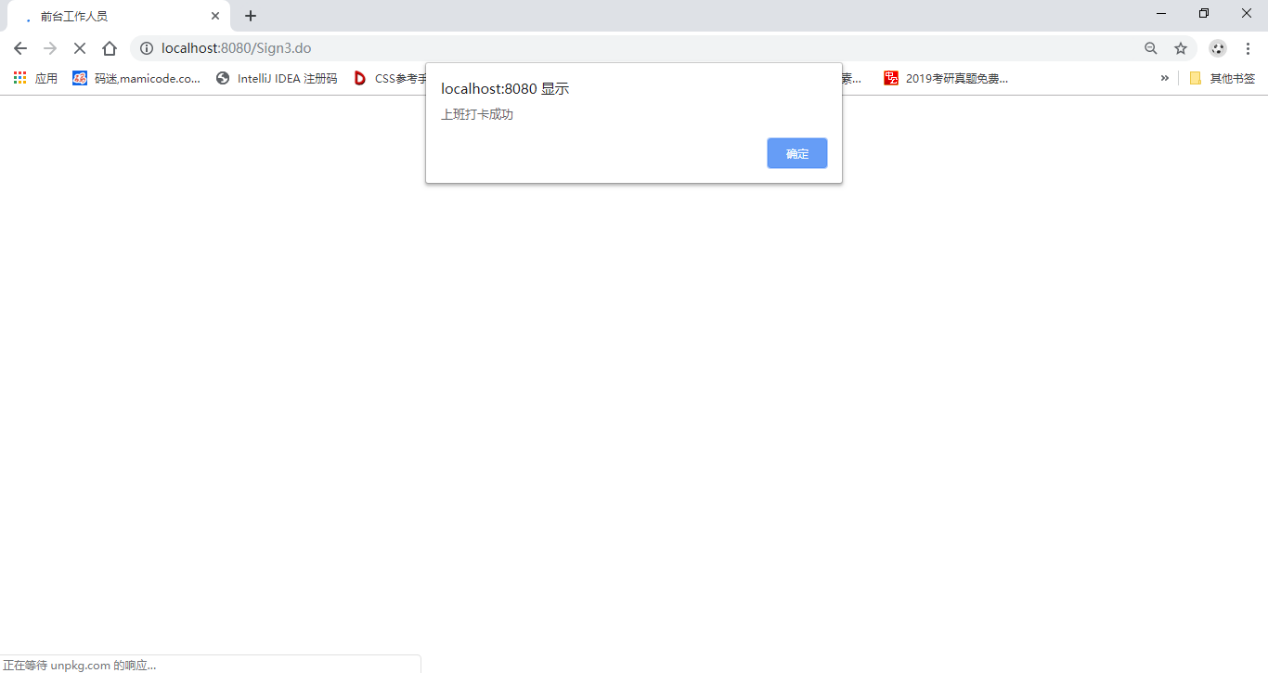 前台工作人员
localhost:8080/Sign3.do
应用
码迷,mamicode.co...
IntelliJ IDEA 注册码
CSS参考手
素...
2019考研真题免费...
»
其他书签
localhost:8080 显示
上班打卡成功
确定
正在等待 unpkg.com 的响应...